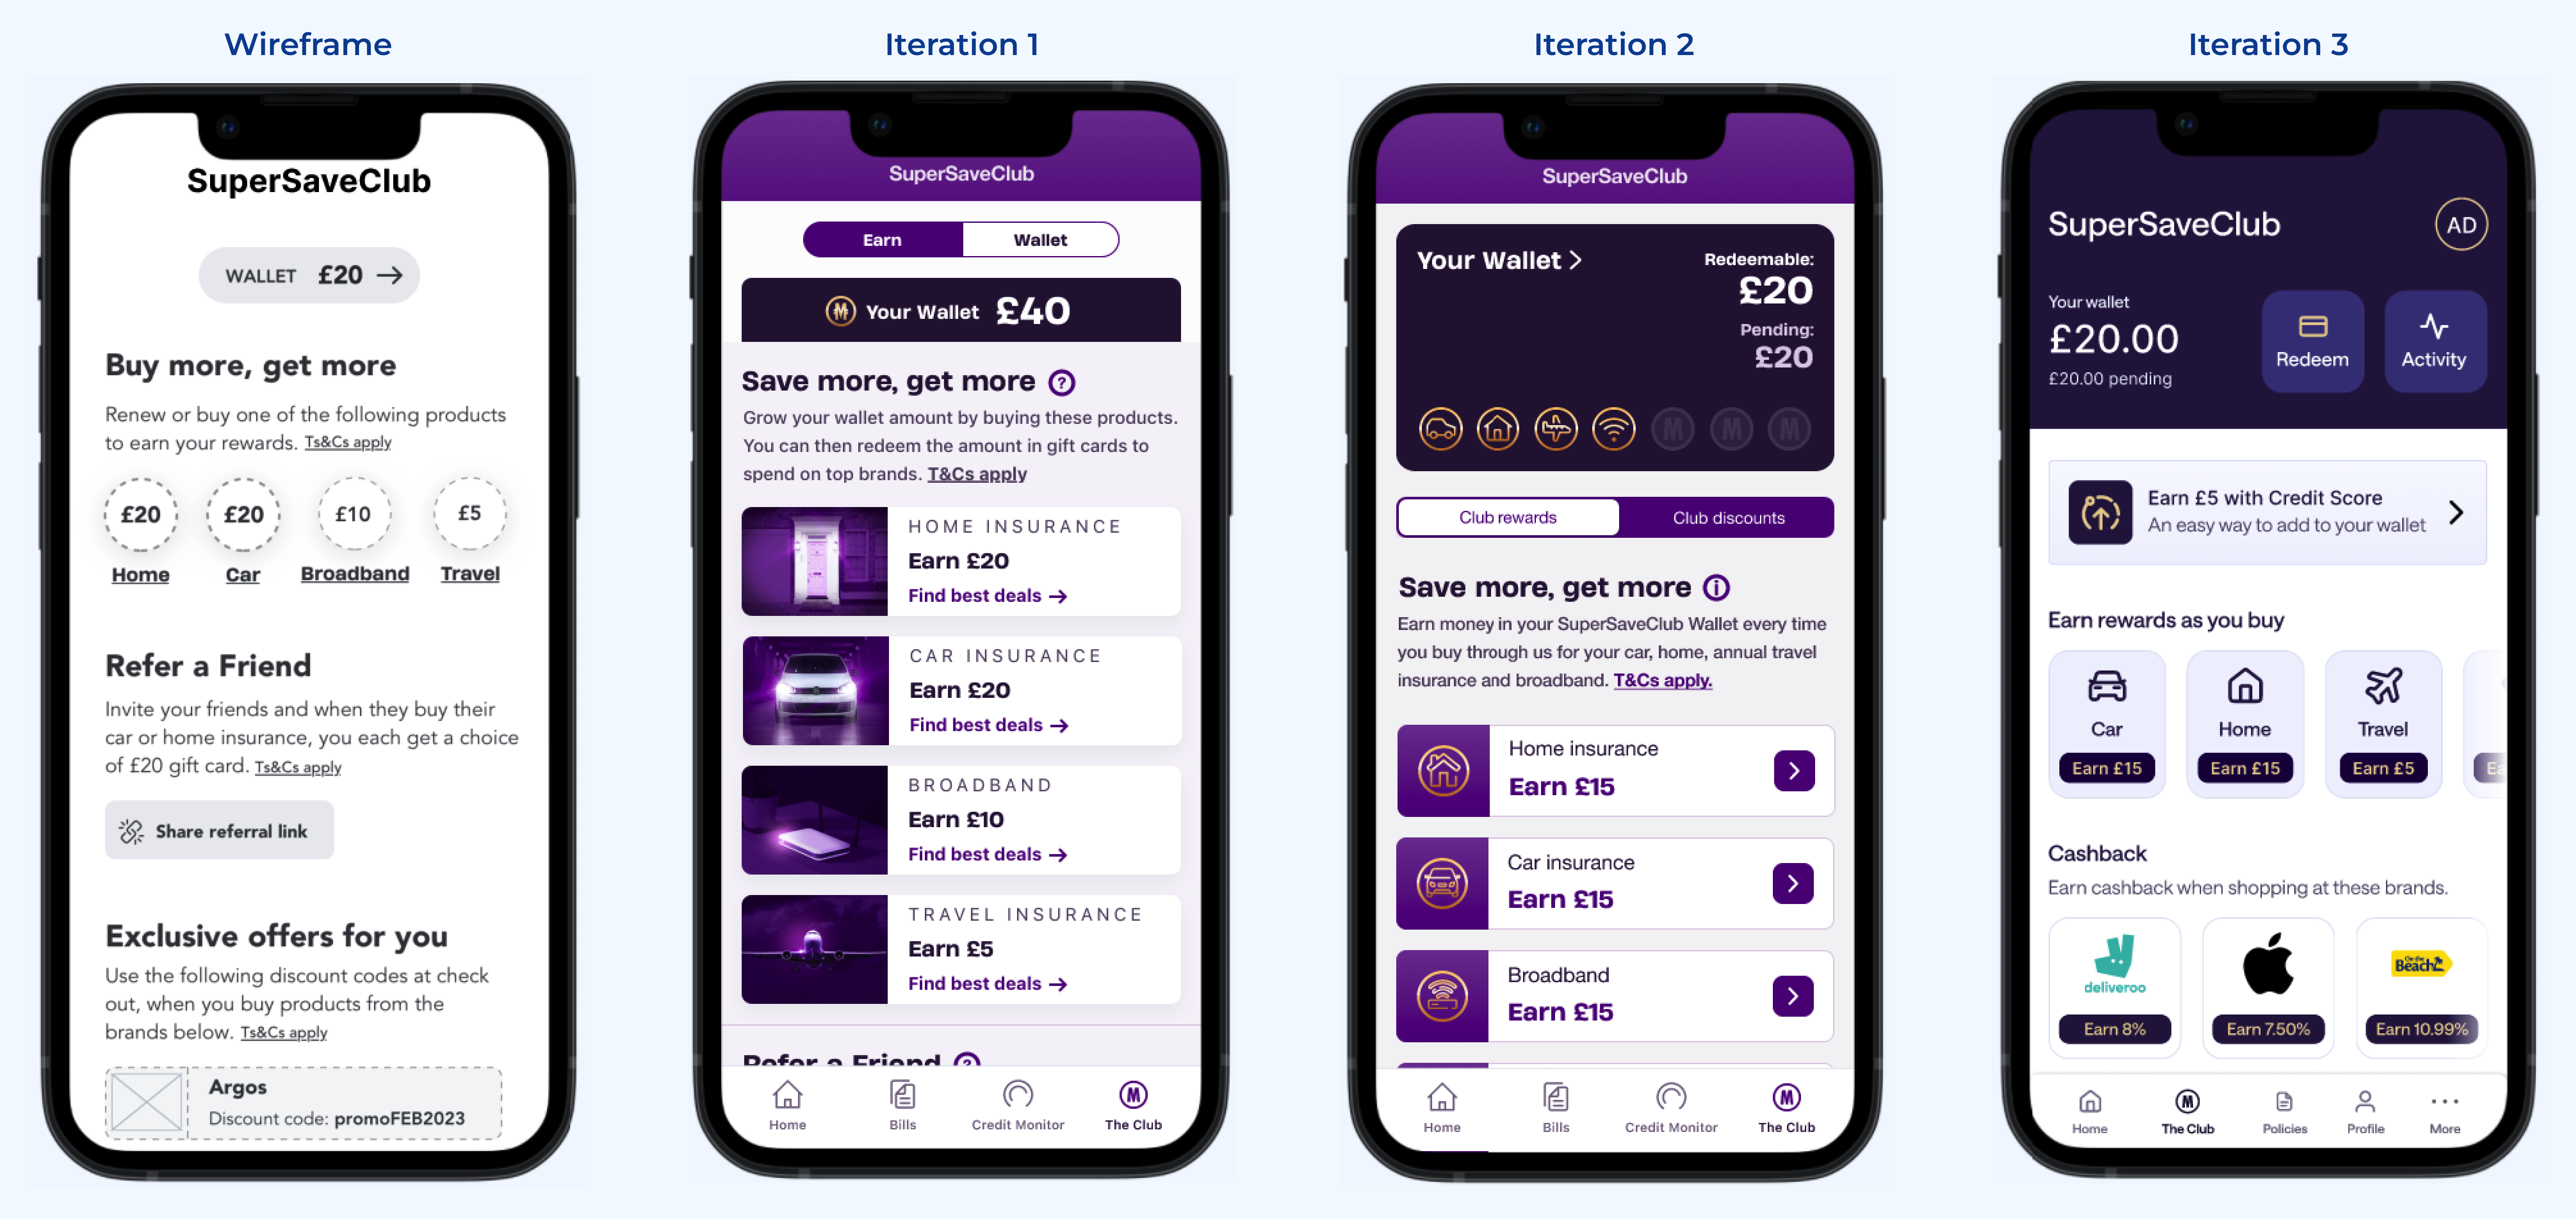 Wireframe
SuperSaveClub
WALLET £20 →
Buy more, get more
Renew or buy one of the following products
to earn your rewards. Ts&Cs apply
£20 £20 £10 £5
Home Car Broadband Travel
Refer a Friend
Invite your friends and when they buy their
car or home insurance, you each get a choice
of £20 gift card. Ts&Cs apply
Share referral link
Exclusive offers for you
Use the following discount codes at check
out, when you buy products from the
brands below. Ts&Cs apply
Argos
Discount code: promoFEB2023
Iteration 1
SuperSaveClub
Earn Wallet
M Your Wallet £40
Save more, get more ?
Grow your wallet amount by buying these products.
You can then redeem the amount in gift cards to
spend on top brands. T&Cs apply
HOME INSURANCE
Earn £20
Find best deals →
CAR INSURANCE
Earn £20
Find best deals →
BROADBAND
Earn £10
Find best deals →
TRAVEL INSURANCE
Earn £5
Find best deals →
Refer a Friend ?
M
Home Bills Credit Monitor The Club
Iteration 2
SuperSaveClub
Your Wallet >
Redeemable:
£20
Pending:
£20
M M M
Club rewards Club discounts
Save more, get more i
Earn money in your SuperSaveClub Wallet every time
you buy through us for your car, home, annual travel
insurance and broadband. T&Cs apply.
Home insurance
Earn £15
Car insurance
Earn £15
Broadband
Earn £15
M
Home Bills Credit Monitor The Club
Iteration 3
SuperSaveClub AD
Your wallet
£20.00
£20.00 pending
Redeem Activity
Earn £5 with Credit Score
An easy way to add to your wallet
Earn rewards as you buy
Car Home Travel
Earn £15 Earn £15 Earn £5 Ea
Cashback
Earn cashback when shopping at these brands.
deliveroo On the Beach
Earn 8% Earn 7.50% Earn 10.99%
M
Home The Club Policies Profile More